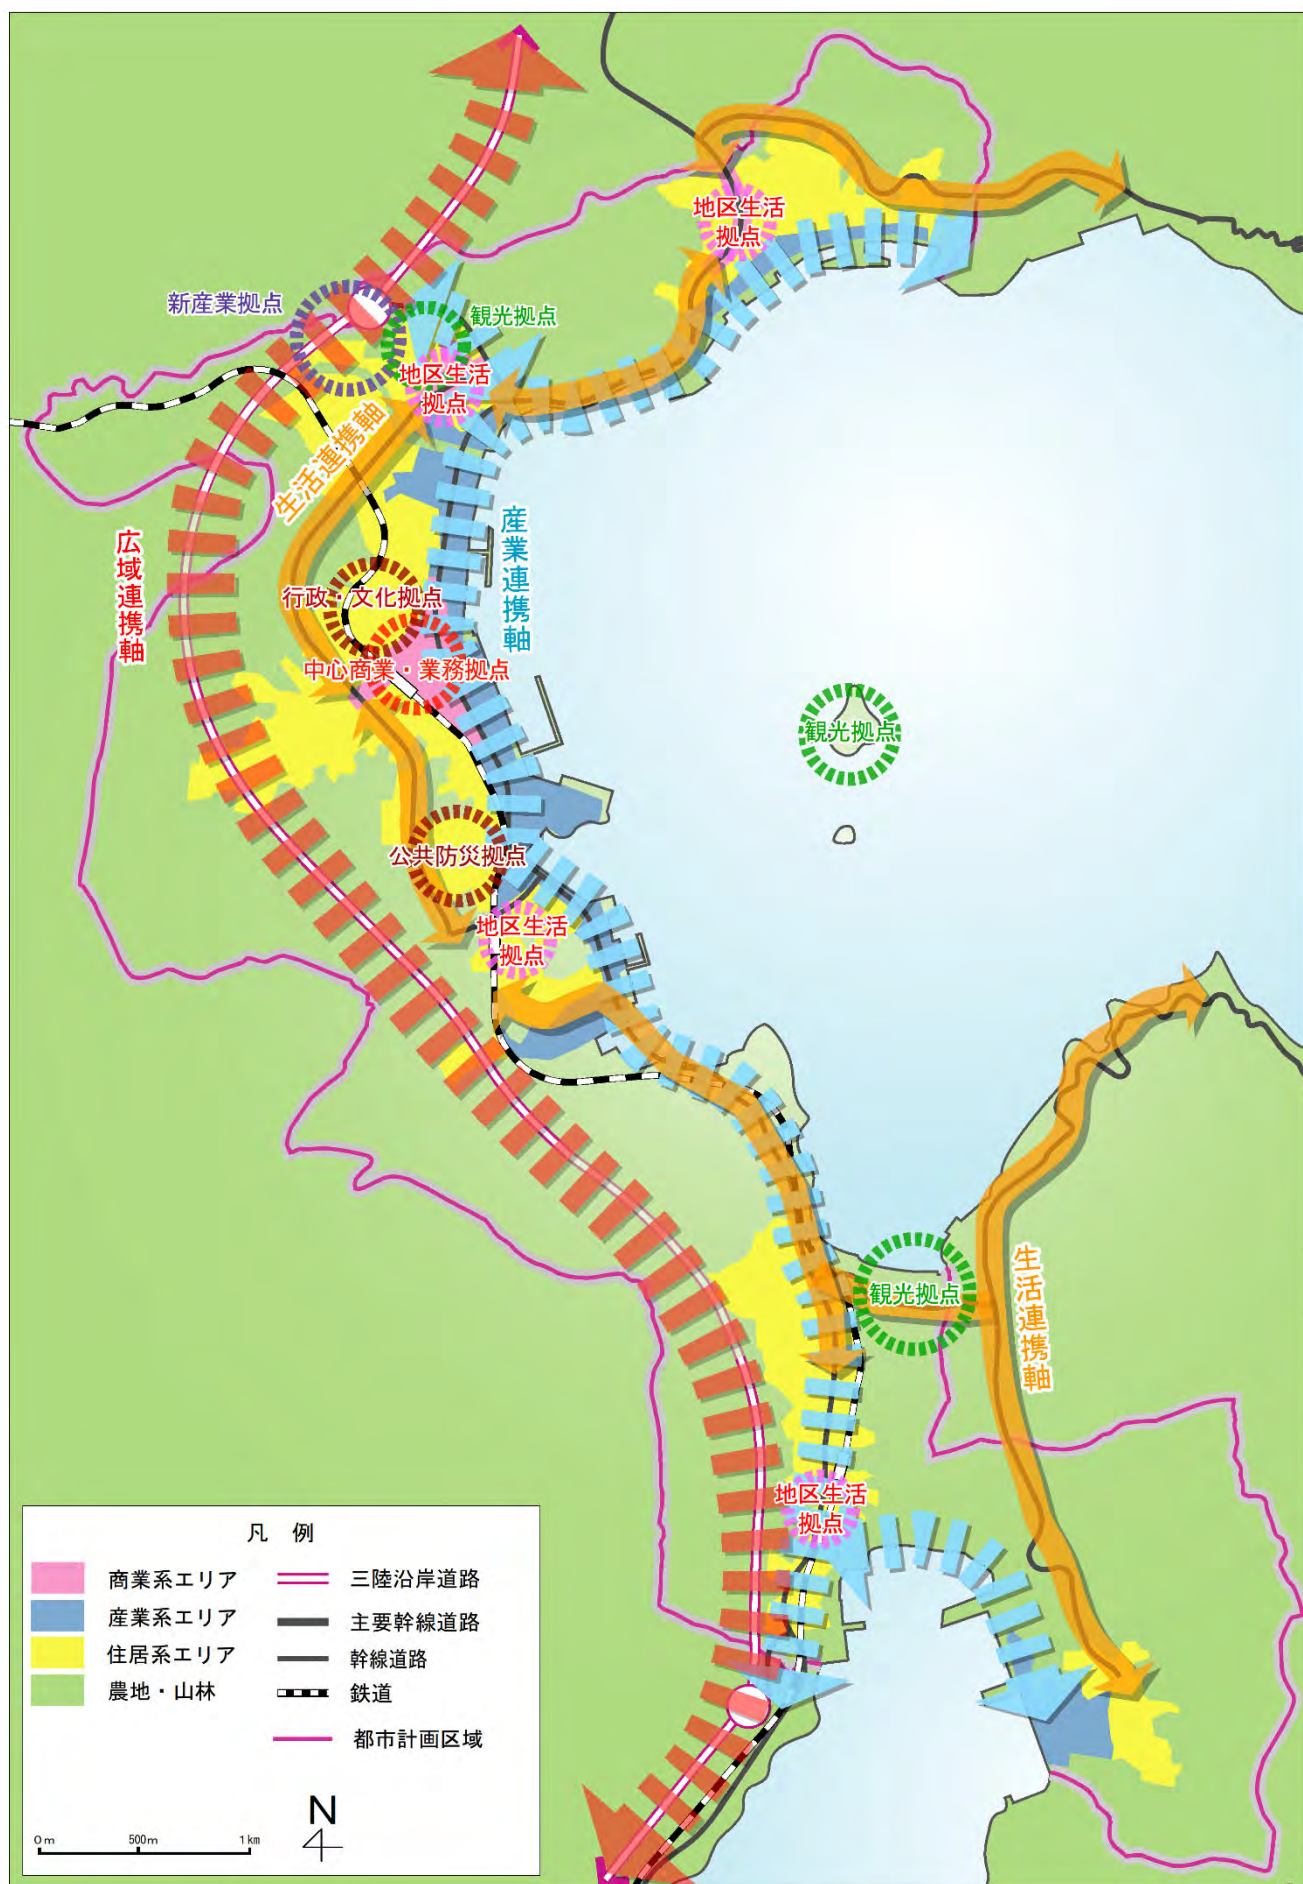 地区生活
拠点
新産業拠点
観光拠点
地区生活
拠点
生活連携軸
広域連携軸
産業連携軸
行政・文化拠点
中心商業・業務拠点
観光拠点
公共防災拠点
地区生活
拠点
観光拠点
生活連携軸
地区生活
拠点
凡 例
商業系エリア
産業系エリア
住居系エリア
農地・山林
三陸沿岸道路
主要幹線道路
幹線道路
鉄道
都市計画区域
N
0m 500m 1km